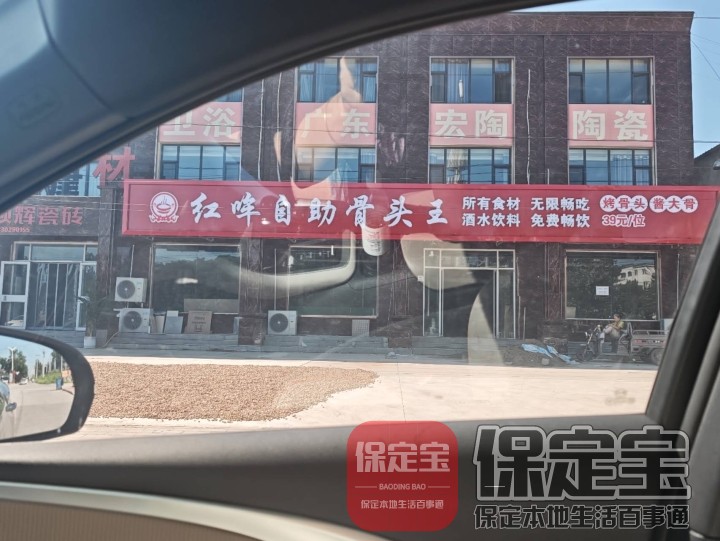 卫浴 广东 宏陶 陶瓷
材
辉瓷砖
红哞自助骨头王
所有食材 无限畅吃
酒水饮料 免费畅饮
烤骨头 酱大骨
39元/位
保定宝
BAODING BAO
保定本地生活百事通
保定宝
保定本地生活百事通